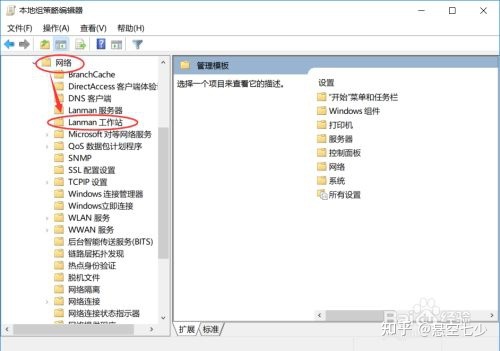 本地组策略编辑器
文件(F) 操作(A) 查看(V) 帮助(H)
网络
BranchCache
DirectAccess 客户端体验设
DNS 客户端
Lanman 服务器
Lanman 工作站
Microsoft 对等网络服务
QoS 数据包计划程序
SNMP
SSL 配置设置
TCPIP 设置
Windows 连接管理器
Windows立即连接
WLAN 服务
WWAN 服务
后台智能传送服务(BITS)
链路层拓扑发现
热点身份验证
脱机文件
网络隔离
网络连接
网络连接状态指示器
管理模板
选择一个项目来查看它的描述。
设置
"开始"菜单和任务栏
Windows 组件
打印机
服务器
控制面板
网络
系统
所有设置
扩展 标准
Baidu 经验
知乎 @悬空七少